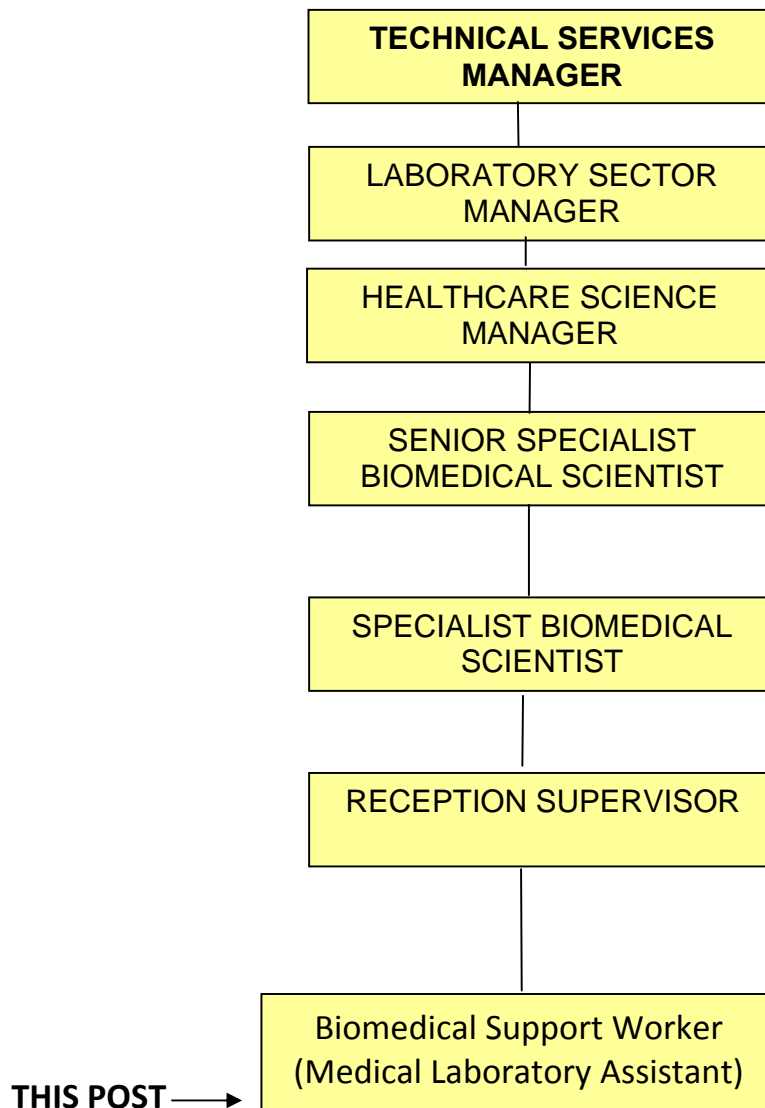 TECHNICAL SERVICES
MANAGER
LABORATORY SECTOR
MANAGER
HEALTHCARE SCIENCE
MANAGER
SENIOR SPECIALIST
BIOMEDICAL SCIENTIST
SPECIALIST BIOMEDICAL
SCIENTIST
RECEPTION SUPERVISOR
Biomedical Support Worker
(Medical Laboratory Assistant)
THIS POST